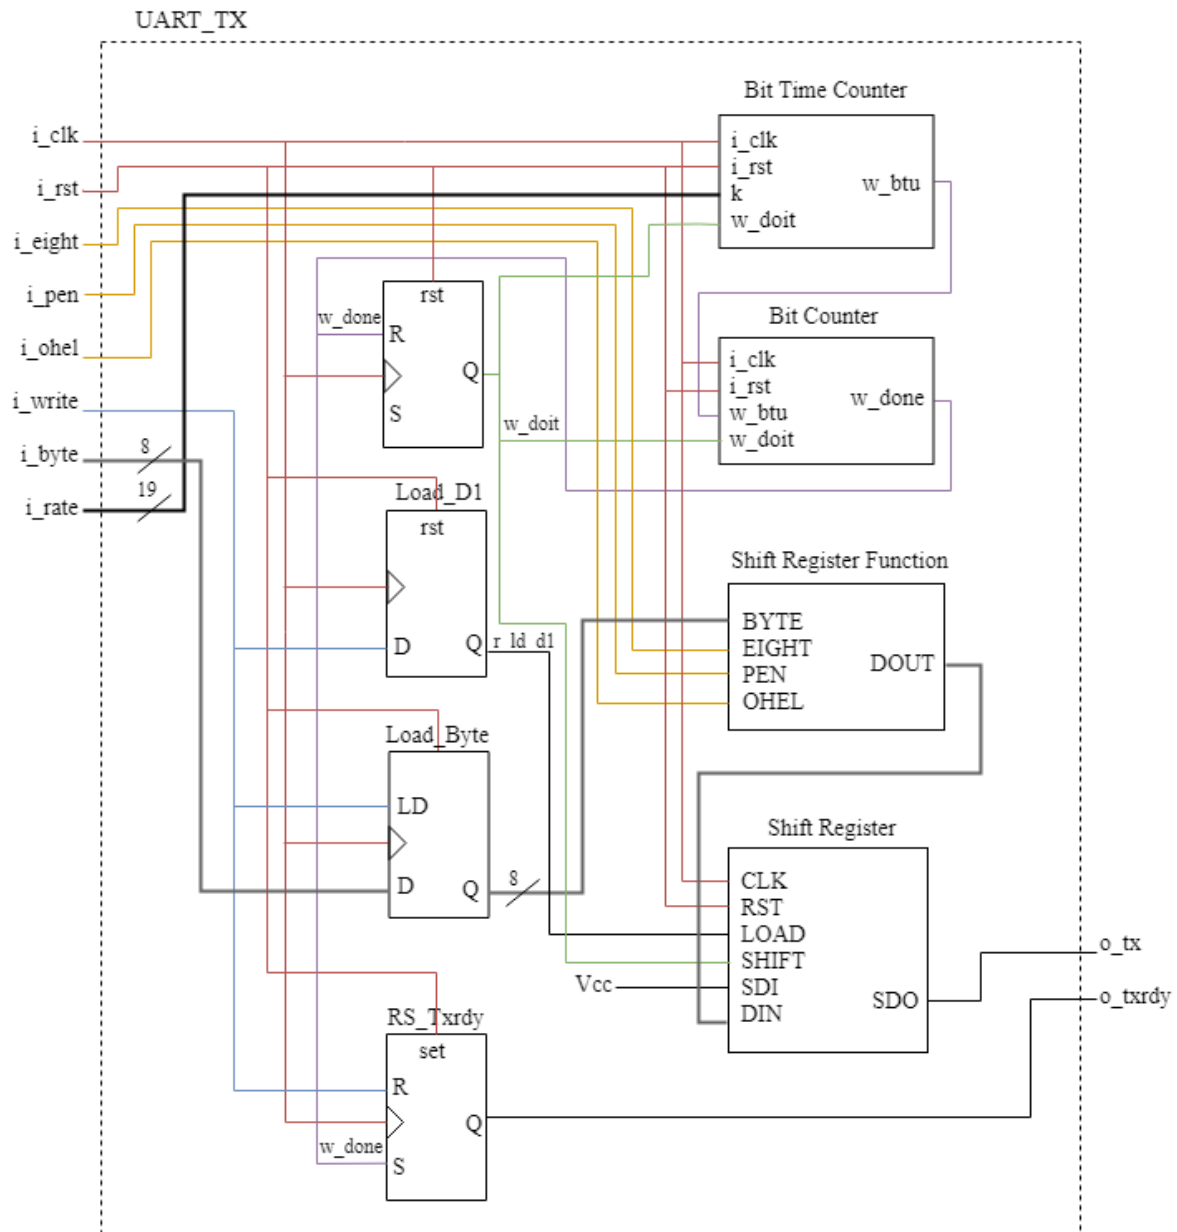 UART_TX
i_clk
i_rst
i_eight
i_pen
i_ohel
i_write
i_byte
8
i_rate
19
Bit Time Counter
i_clk
i_rst
k
w_doit
w_btu
Bit Counter
i_clk
i_rst
w_btu
w_doit
w_done
rst
w_done
R
S
Q
w_doit
Load_D1
rst
D
Q
r_ld_d1
Load_Byte
LD
D
Q
8
RS_Txrdy
set
R
w_done
S
Q
Shift Register Function
BYTE
EIGHT
PEN
OHEL
DOUT
Shift Register
CLK
RST
LOAD
SHIFT
Vcc
SDI
DIN
SDO
o_tx
o_txrdy